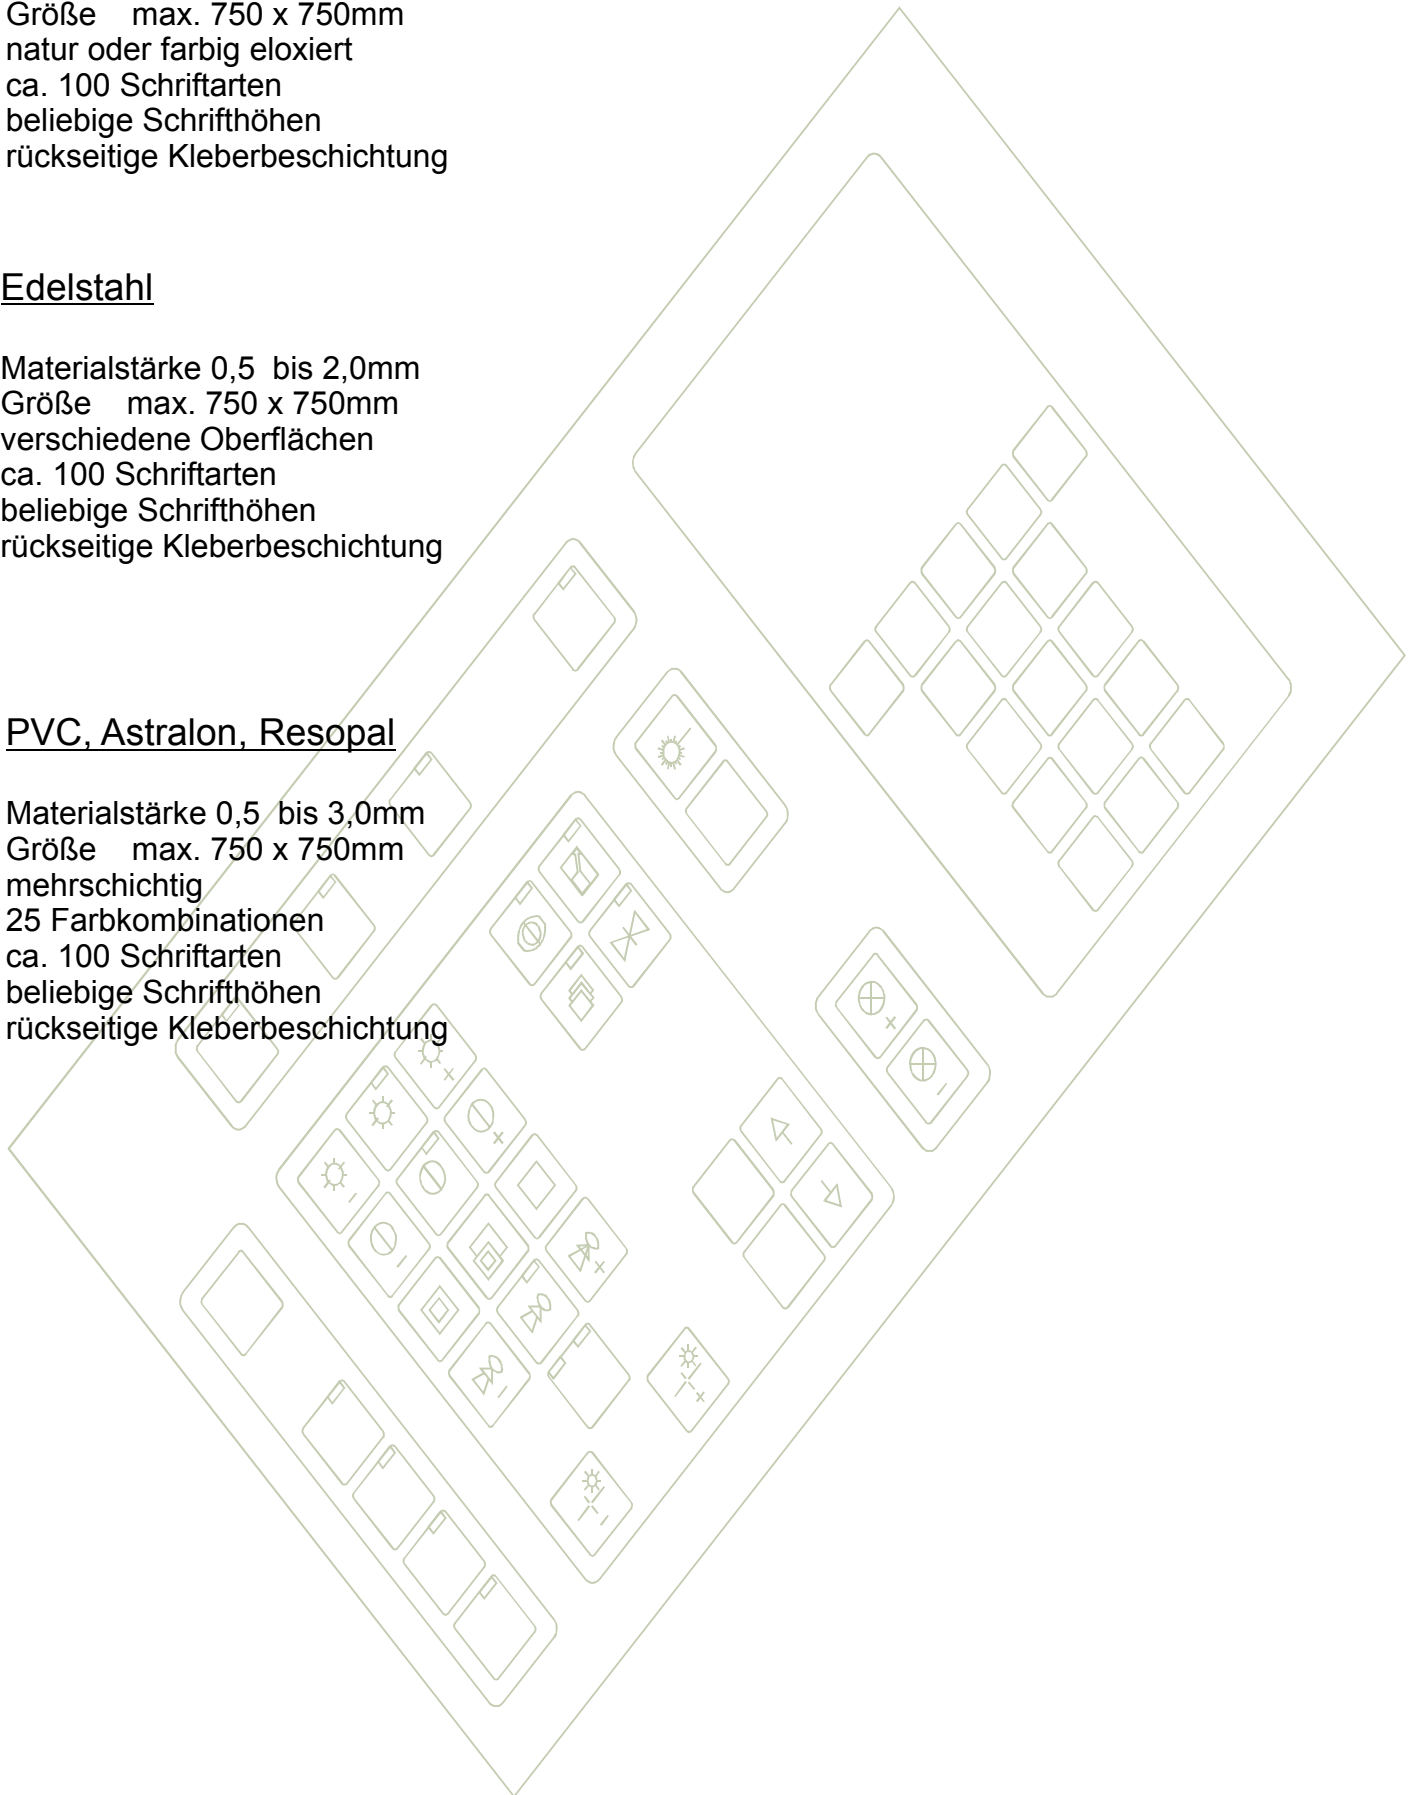 Größe    max. 750 x 750mm
natur oder farbig eloxiert
ca. 100 Schriftarten
beliebige Schrifthöhen
rückseitige Kleberbeschichtung
Edelstahl
Materialstärke 0,5  bis 2,0mm
Größe    max. 750 x 750mm
verschiedene Oberflächen
ca. 100 Schriftarten
beliebige Schrifthöhen
rückseitige Kleberbeschichtung
PVC, Astralon, Resopal
Materialstärke 0,5  bis 3,0mm
Größe    max. 750 x 750mm
mehrschichtig
25 Farbkombinationen
ca. 100 Schriftarten
beliebige Schrifthöhen
rückseitige Kleberbeschichtung